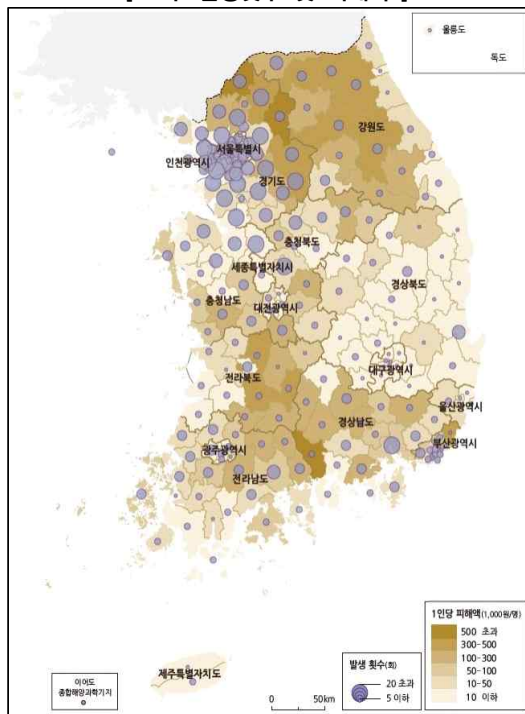 울릉도
독도
강원도
서울특별시
인천광역시
경기도
충청북도
세종특별자치시
경상북도
충청남도
대전광역시
대구광역시
전라북도
울산광역시
경상남도
부산광역시
광주광역시
전라남도
제주특별자치도
이어도
종합해양과학기지
0 50km
발생 횟수(회)
20 초과
5 이하
1인당 피해액(1,000원/명)
500 초과
300-500
100-300
50-100
10-50
10 이하